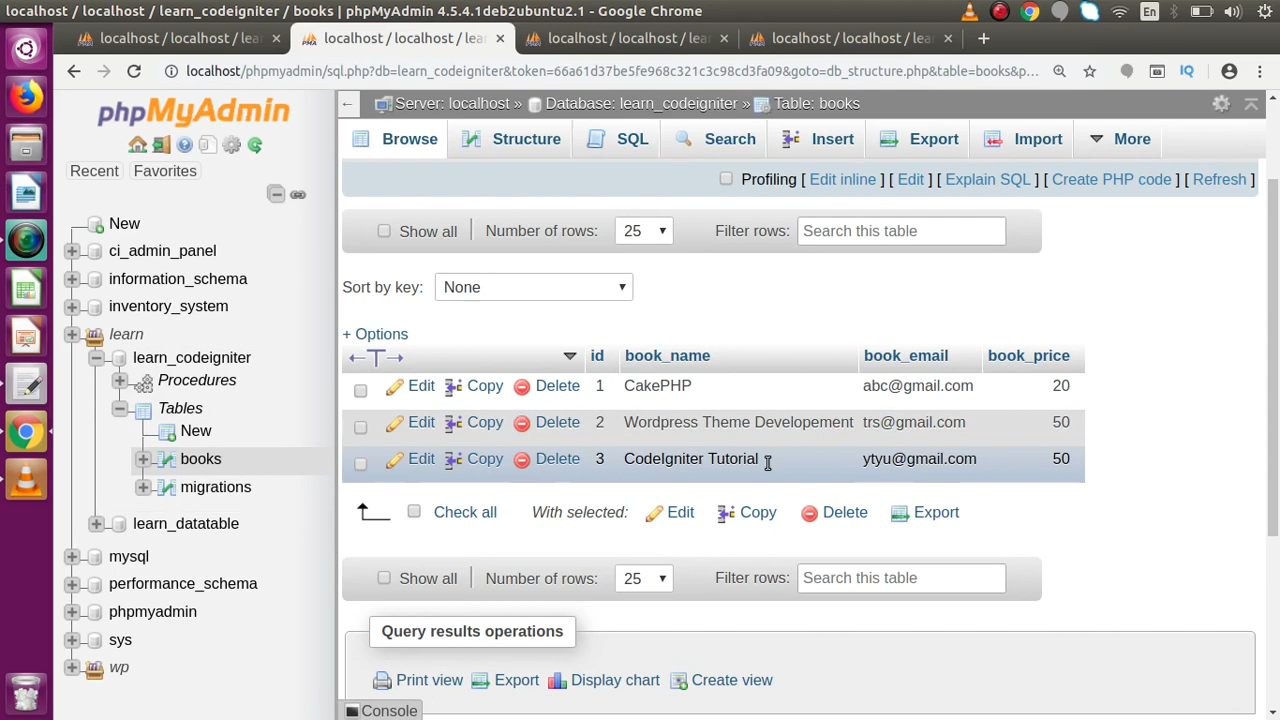 localhost / localhost / learn_codeigniter / books | phpMyAdmin 4.5.4.1deb2ubuntu2.1 - Google Chrome
En
localhost / localhost / lear
localhost / localhost / lea
localhost / localhost / lea
localhost / localhost / lea
localhost/phpmyadmin/sql.php?db=learn_codeigniter&token=66a61d37be5fe968c321c3c98cd3fa09&goto=db_structure.php&table=books&p...
IQ
phpMyAdmin
Recent
Favorites
New
ci_admin_panel
information_schema
inventory_system
learn
learn_codeigniter
Procedures
Tables
New
books
migrations
learn_datatable
mysql
performance_schema
phpmyadmin
sys
wp
Server: localhost » Database: learn_codeigniter » Table: books
Browse Structure SQL Search Insert Export Import More
Profiling [ Edit inline ] [ Edit ] [ Explain SQL ] [ Create PHP code ] [ Refresh ]
Show all Number of rows: 25 Filter rows: Search this table
Sort by key: None
+ Options
id book_name book_email book_price
Edit Copy Delete 1 CakePHP abc@gmail.com 20
Edit Copy Delete 2 Wordpress Theme Developement trs@gmail.com 50
Edit Copy Delete 3 CodeIgniter Tutorial ytyu@gmail.com 50
Check all With selected: Edit Copy Delete Export
Show all Number of rows: 25 Filter rows: Search this table
Query results operations
Print view Export Display chart Create view
Console